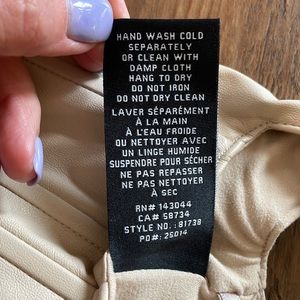 HAND WASH COLD
SEPARATELY
OR CLEAN WITH
DAMP CLOTH
HANG TO DRY
DO NOT IRON
DO NOT DRY CLEAN
LAVER SÉPARÉMENT
À LA MAIN
À L'EAU FROIDE
OU NETTOYER AVEC
UN LINGE HUMIDE
SUSPENDRE POUR SÉCHER
NE PAS REPASSER
NE PAS NETTOYER
À SEC
RN# 143044
CA# 58734
STYLE NO.: 81738
PO#: 25014